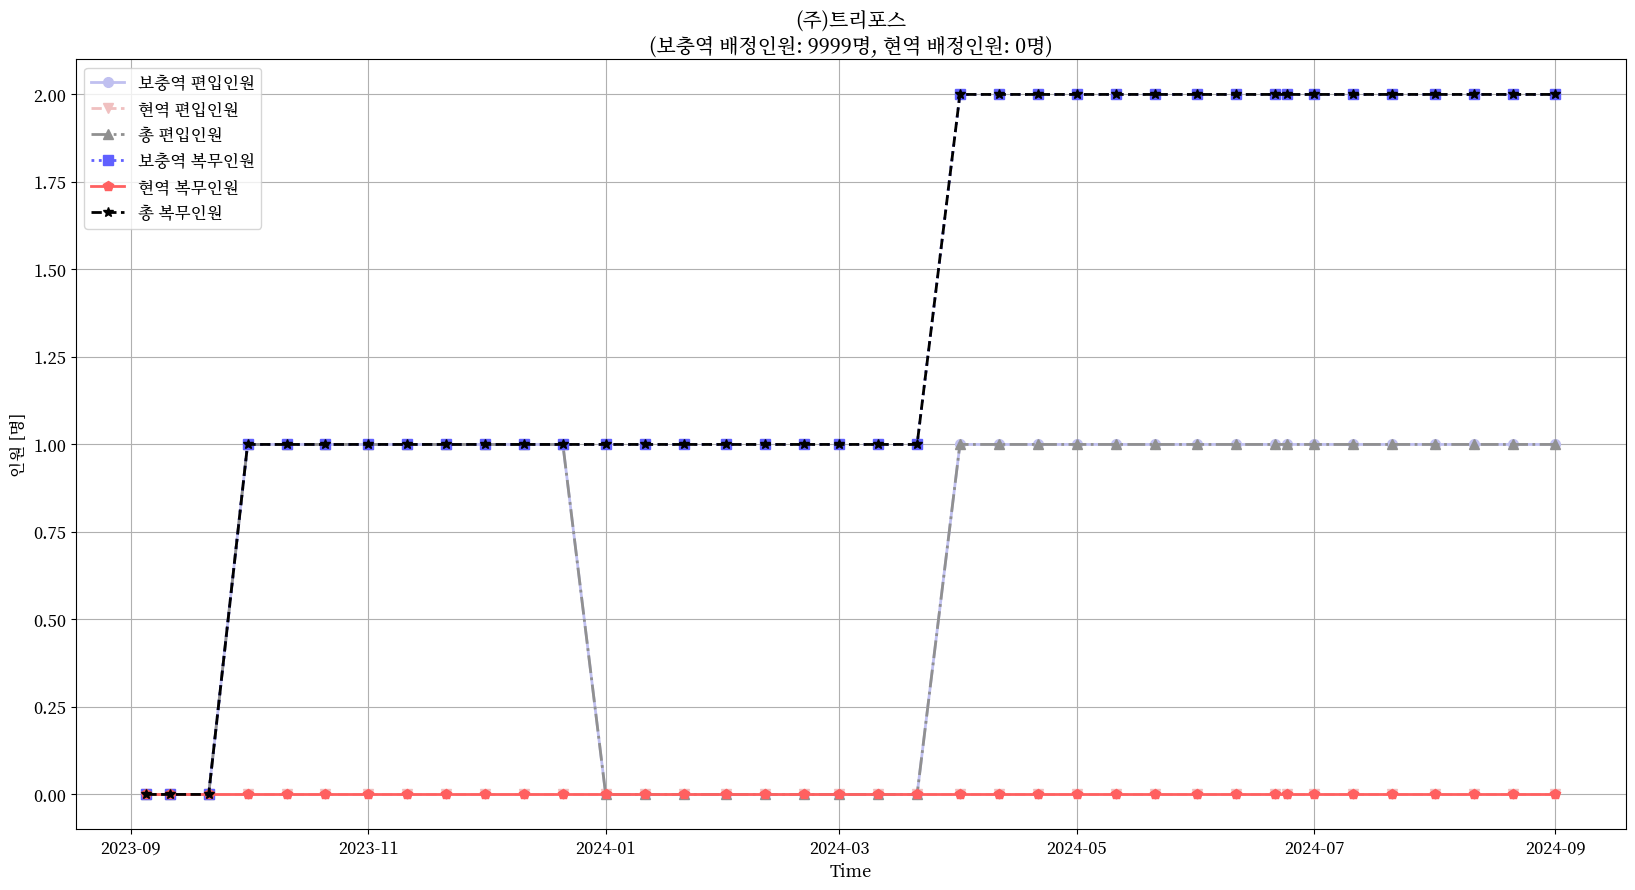 (주)트리포스
(보충역 배정인원: 9999명, 현역 배정인원: 0명)
보충역 편입인원
현역 편입인원
총 편입인원
보충역 복무인원
현역 복무인원
총 복무인원
2.00
1.75
1.50
1.25
1.00
0.75
0.50
0.25
0.00
인원 [명]
2023-09
2023-11
2024-01
2024-03
2024-05
2024-07
2024-09
Time